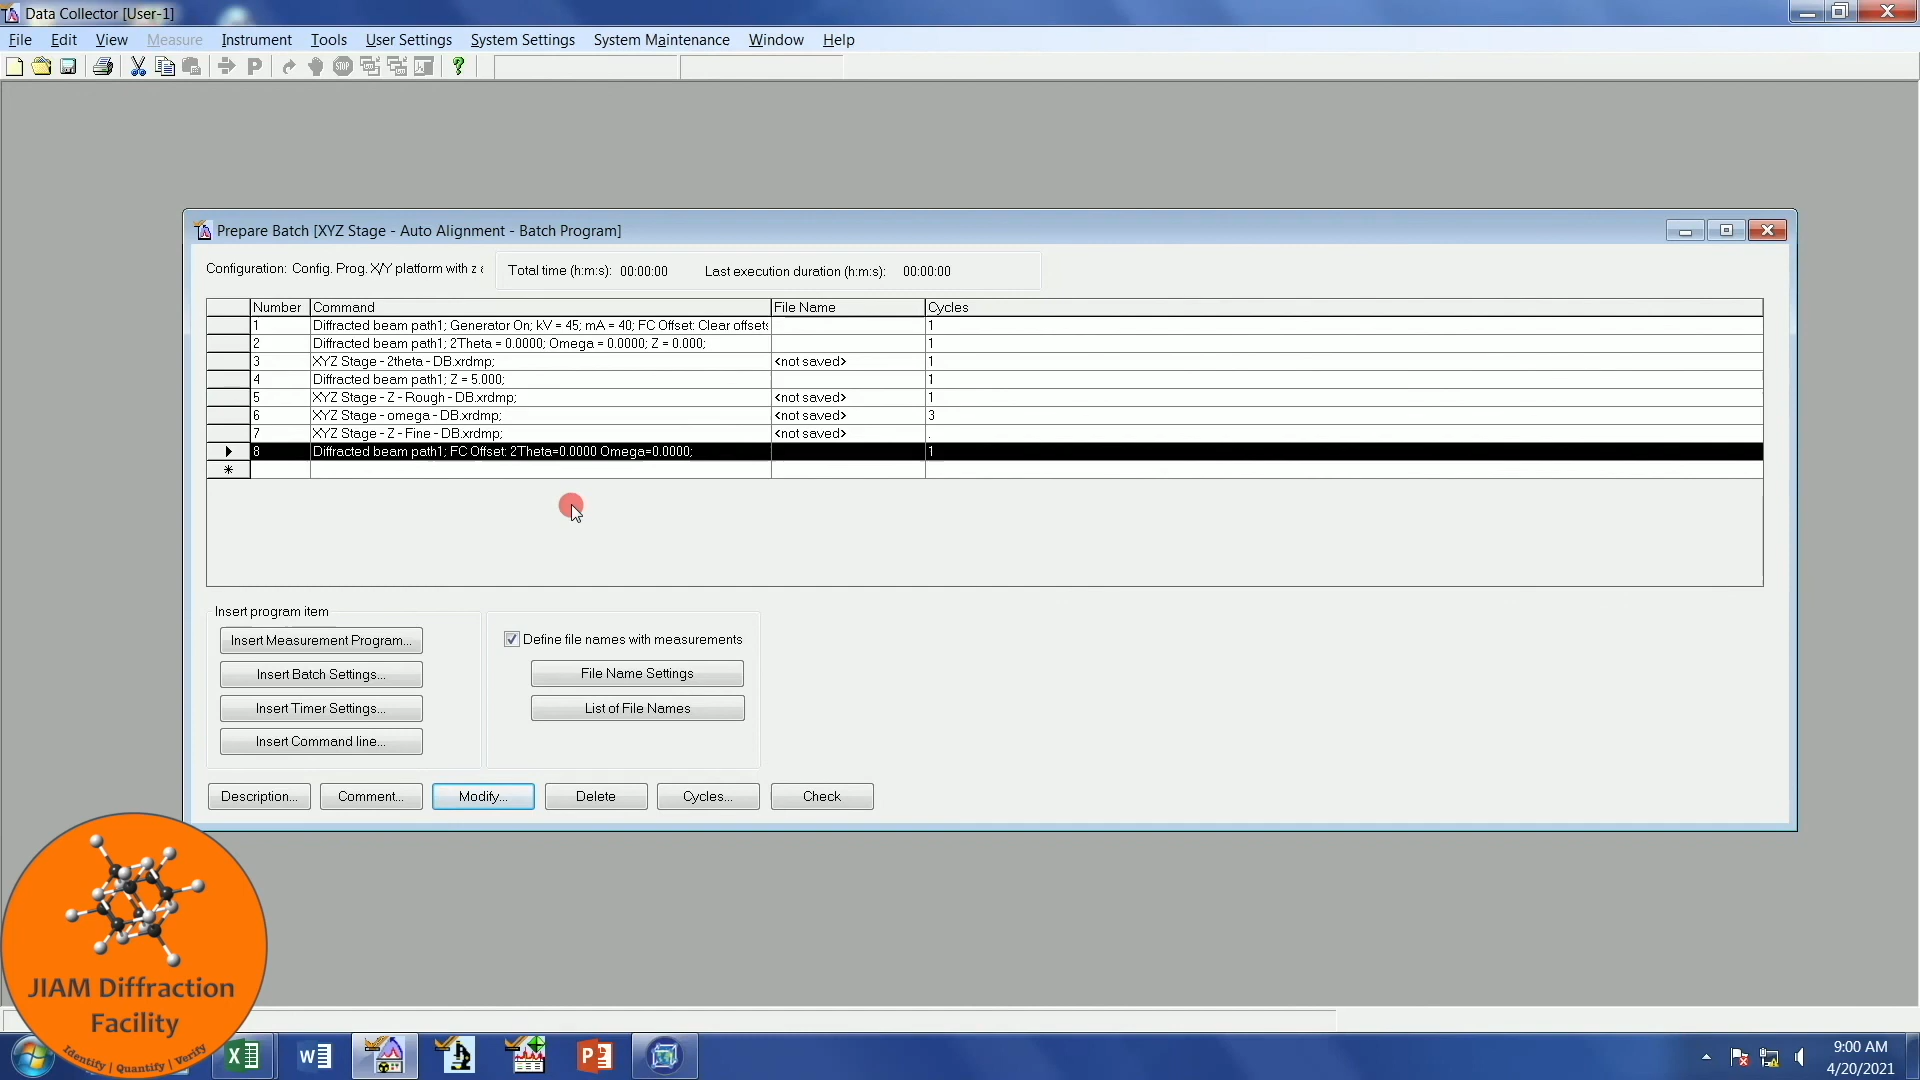 Data Collector [User-1]
File Edit View Measure Instrument Tools User Settings System Settings System Maintenance Window Help
Prepare Batch [XYZ Stage - Auto Alignment - Batch Program]
Configuration: Config. Prog. X/Y platform with z
Total time (h:m:s): 00:00:00 Last execution duration (h:m:s): 00:00:00
Number Command File Name Cycles
1 Diffracted beam path1; Generator On; kV = 45; mA = 40; FC Offset: Clear offsets 1
2 Diffracted beam path1; 2Theta = 0.0000; Omega = 0.0000; Z = 0.000; 1
3 XYZ Stage - 2theta - DB.xrdmp; <not saved> 1
4 Diffracted beam path1; Z = 5.000; 1
5 XYZ Stage - Z - Rough - DB.xrdmp; <not saved> 1
6 XYZ Stage - omega - DB.xrdmp; <not saved> 3
7 XYZ Stage - Z - Fine - DB.xrdmp; <not saved> .
8 Diffracted beam path1; FC Offset: 2Theta=0.0000 Omega=0.0000; 1
Insert program item
Insert Measurement Program...
Insert Batch Settings...
Insert Timer Settings...
Insert Command line...
Define file names with measurements
File Name Settings
List of File Names
Description... Comment... Modify... Delete Cycles... Check
JIAM Diffraction
Facility
Identify | Quantify | Verify
9:00 AM
4/20/2021